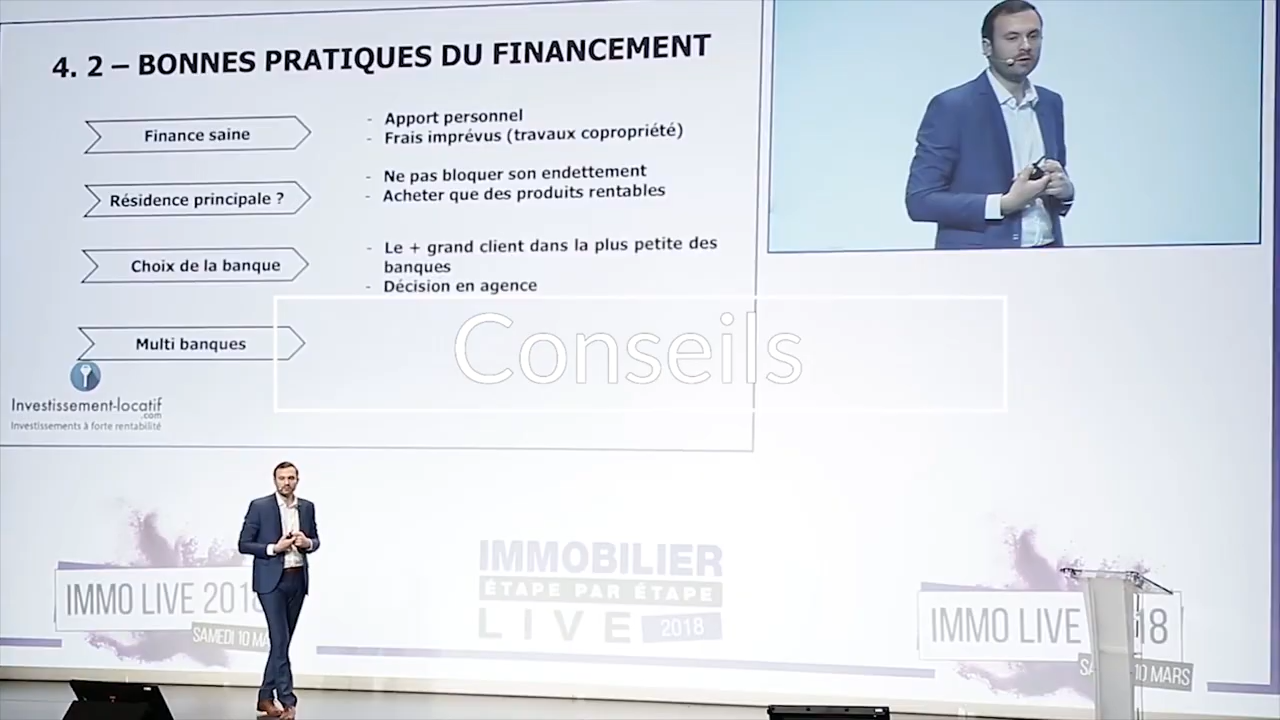 4. 2 – BONNES PRATIQUES DU FINANCEMENT
Finance saine
- Apport personnel
- Frais imprévus (travaux copropriété)
Résidence principale ?
- Ne pas bloquer son endettement
- Acheter que des produits rentables
Choix de la banque
- Le + grand client dans la plus petite des
banques
- Décision en agence
Multi banques
Conseils
Investissement-locatif
.com
Investissements à forte rentabilité
IMMO LIVE 2018
SAMEDI 10
IMMOBILIER
ÉTAPE PAR ÉTAPE
LIVE 2018
IMMO LIVE 18
10 MARS